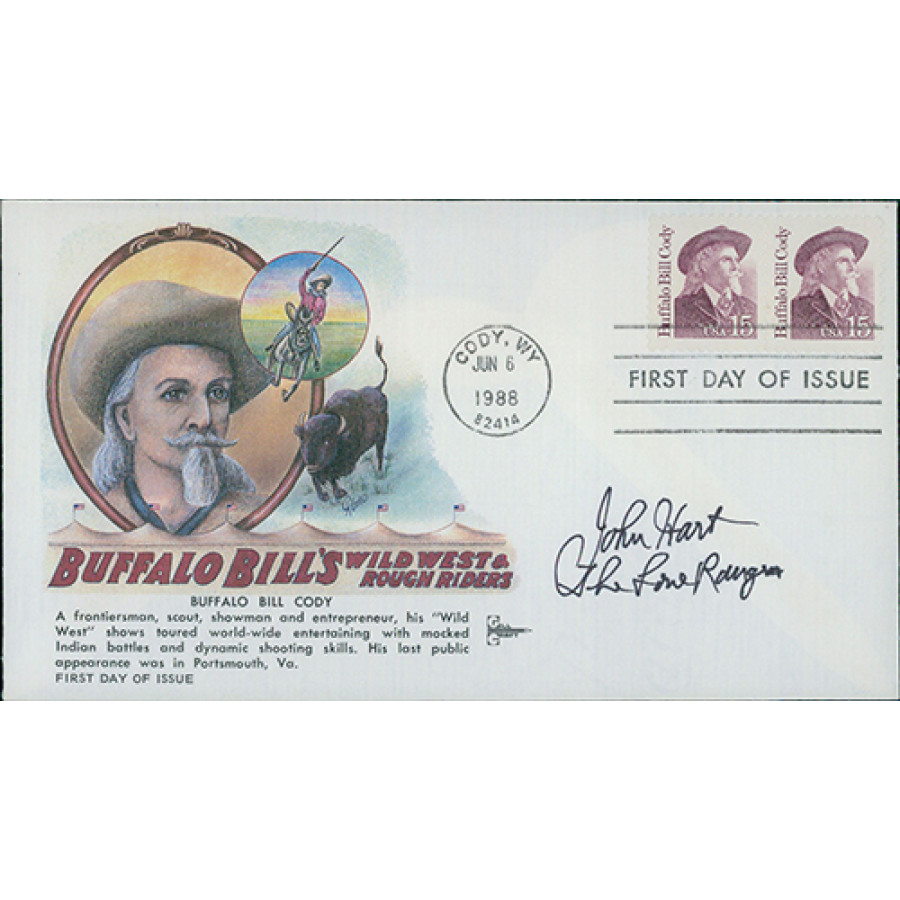 Buffalo Bill Cody
USA 15
Buffalo Bill Cody
USA 15
CODY, WY
JUN 6
1988
82414
FIRST DAY OF ISSUE
John Hart
The Lone Ranger
BUFFALO BILL'S WILD WEST &
ROUGH RIDERS
BUFFALO BILL CODY
A frontiersman, scout, showman and entrepreneur, his "Wild
West" shows toured world-wide entertaining with mocked
Indian battles and dynamic shooting skills. His last public
appearance was in Portsmouth, Va.
FIRST DAY OF ISSUE